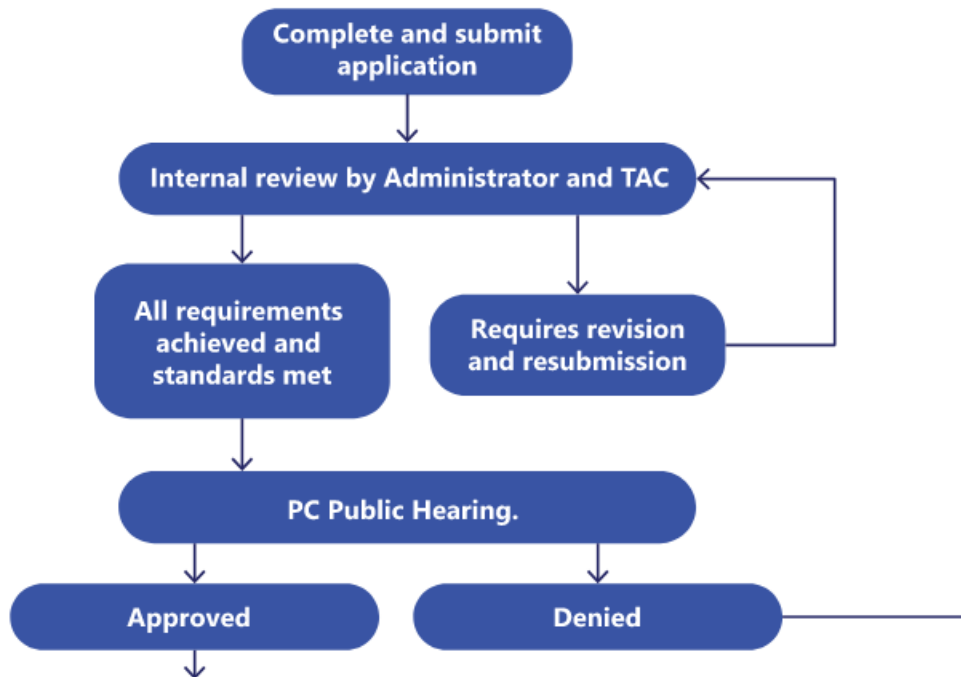 Complete and submit
application
Internal review by Administrator and TAC
All requirements
achieved and
standards met
Requires revision
and resubmission
PC Public Hearing.
Approved
Denied